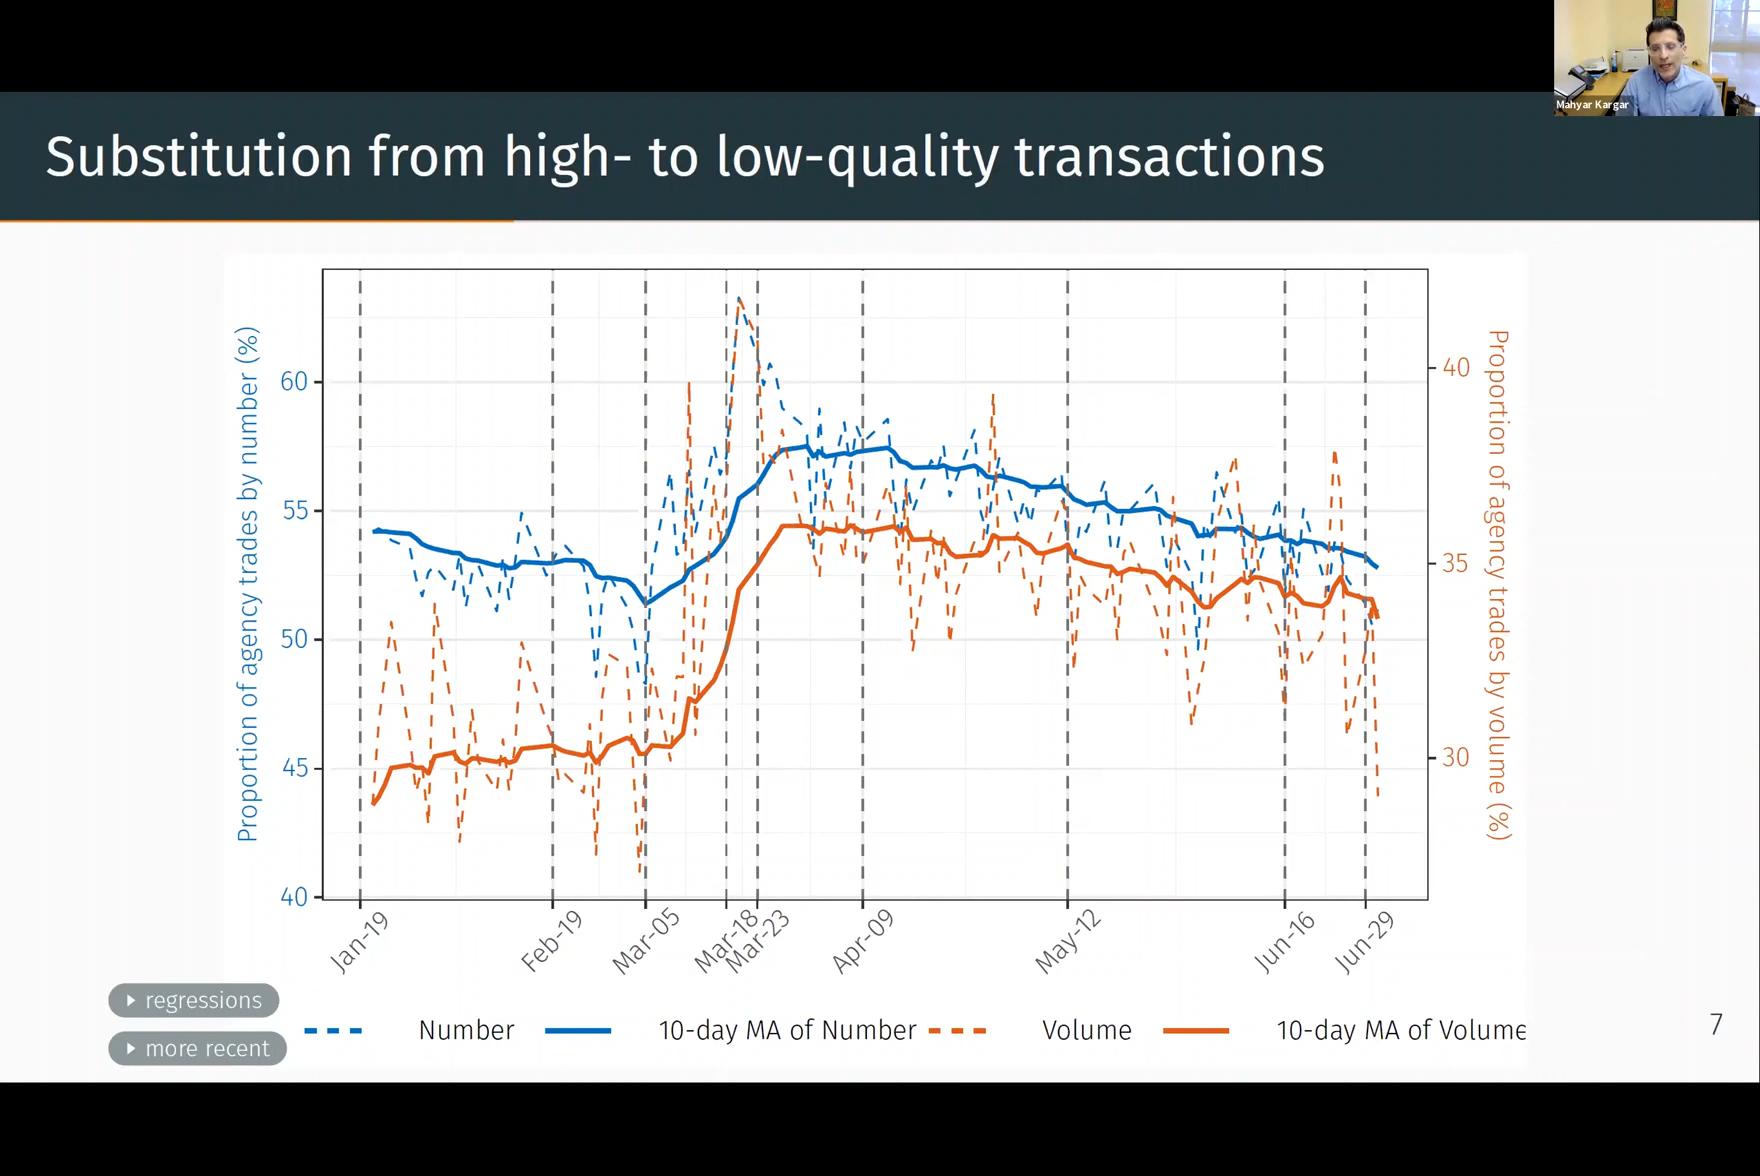 Mahyar Kargar
Substitution from high- to low-quality transactions
Proportion of agency trades by number (%)
60
55
50
45
40
40
35
30
Proportion of agency trades by volume (%)
Jan-19
Feb-19
Mar-05
Mar-18
Mar-23
Apr-09
May-12
Jun-16
Jun-29
regressions
more recent
Number
10-day MA of Number
Volume
10-day MA of Volume
7